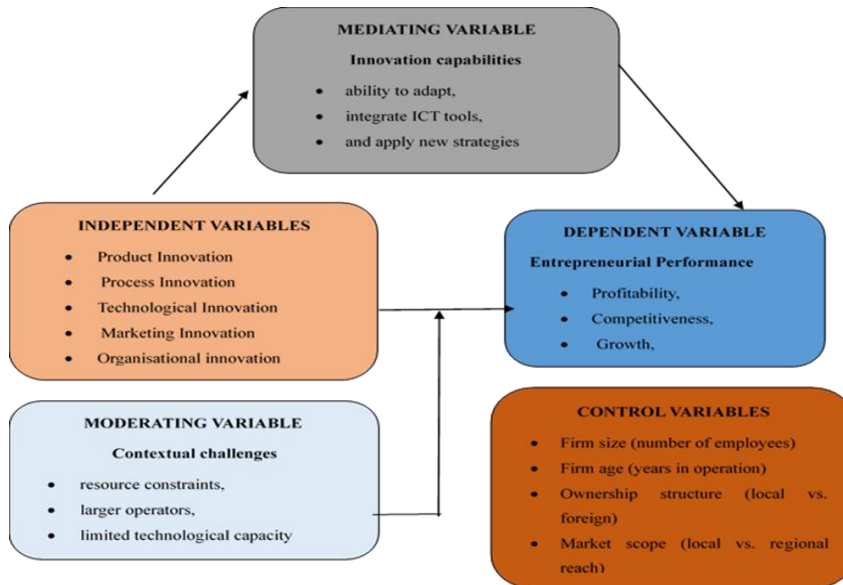 MEDIATING VARIABLE
Innovation capabilities
• ability to adapt,
• integrate ICT tools,
• and apply new strategies
INDEPENDENT VARIABLES
• Product Innovation
• Process Innovation
• Technological Innovation
• Marketing Innovation
• Organisational innovation
DEPENDENT VARIABLE
Entrepreneurial Performance
• Profitability,
• Competitiveness,
• Growth,
MODERATING VARIABLE
Contextual challenges
• resource constraints,
• larger operators,
• limited technological capacity
CONTROL VARIABLES
• Firm size (number of employees)
• Firm age (years in operation)
• Ownership structure (local vs.
foreign)
• Market scope (local vs. regional
reach)